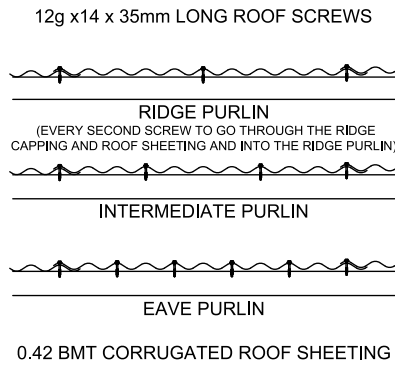 12g x14 x 35mm LONG ROOF SCREWS
RIDGE PURLIN
(EVERY SECOND SCREW TO GO THROUGH THE RIDGE
CAPPING AND ROOF SHEETING AND INTO THE RIDGE PURLIN)
INTERMEDIATE PURLIN
EAVE PURLIN
0.42 BMT CORRUGATED ROOF SHEETING